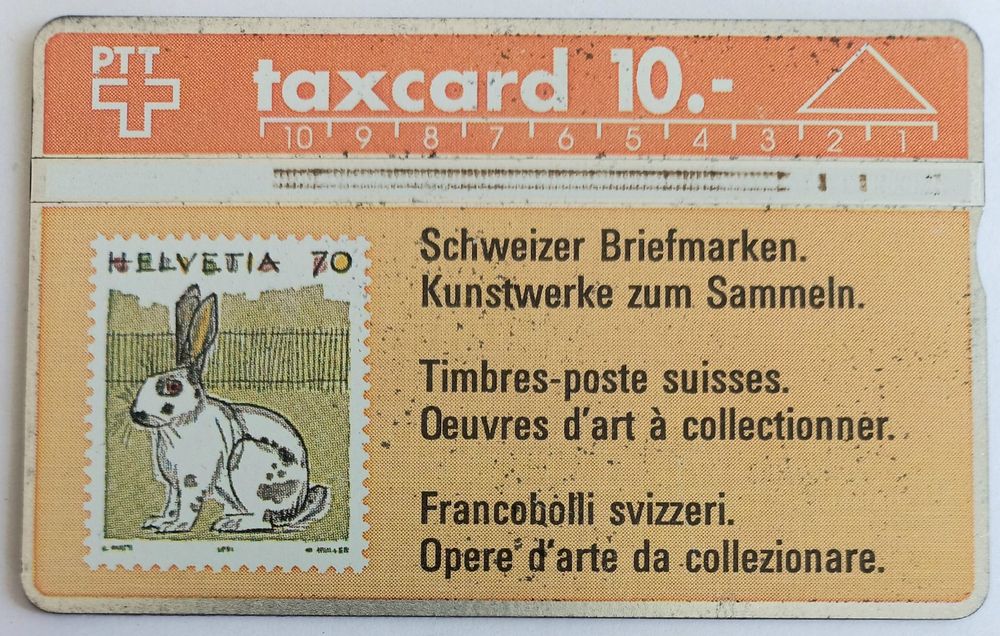 PTT
taxcard 10.-
10 9 8 7 6 5 4 3 2 1
HELVETIA 70
Schweizer Briefmarken.
Kunstwerke zum Sammeln.
Timbres-poste suisses.
Oeuvres d'art à collectionner.
Francobolli svizzeri.
Opere d'arte da collezionare.